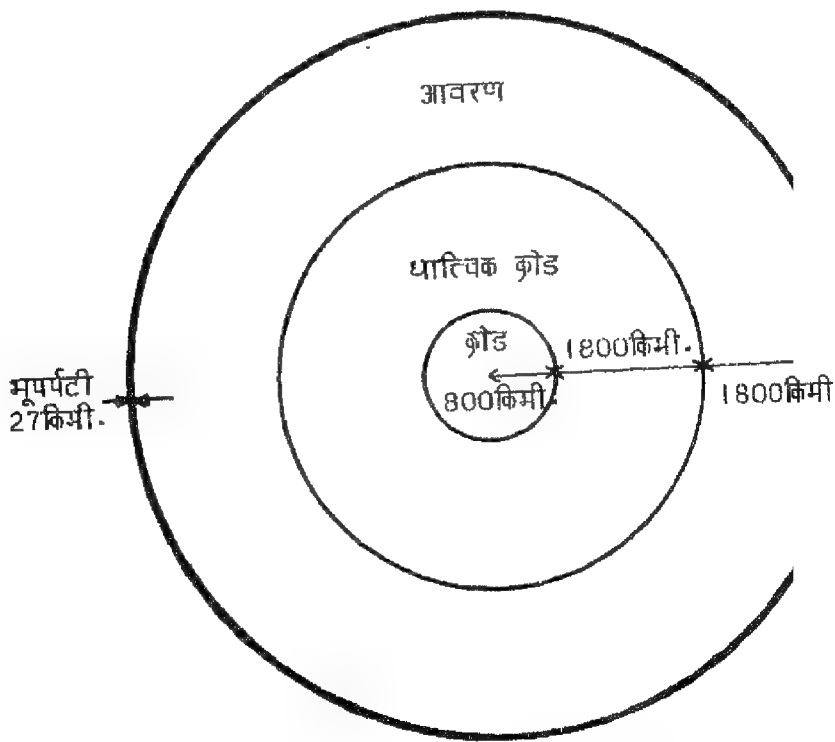 आवरण
धात्विक क्रोड
क्रोड
1800किमी.
800किमी.
1800किमी
भूपर्पटी
27किमी.